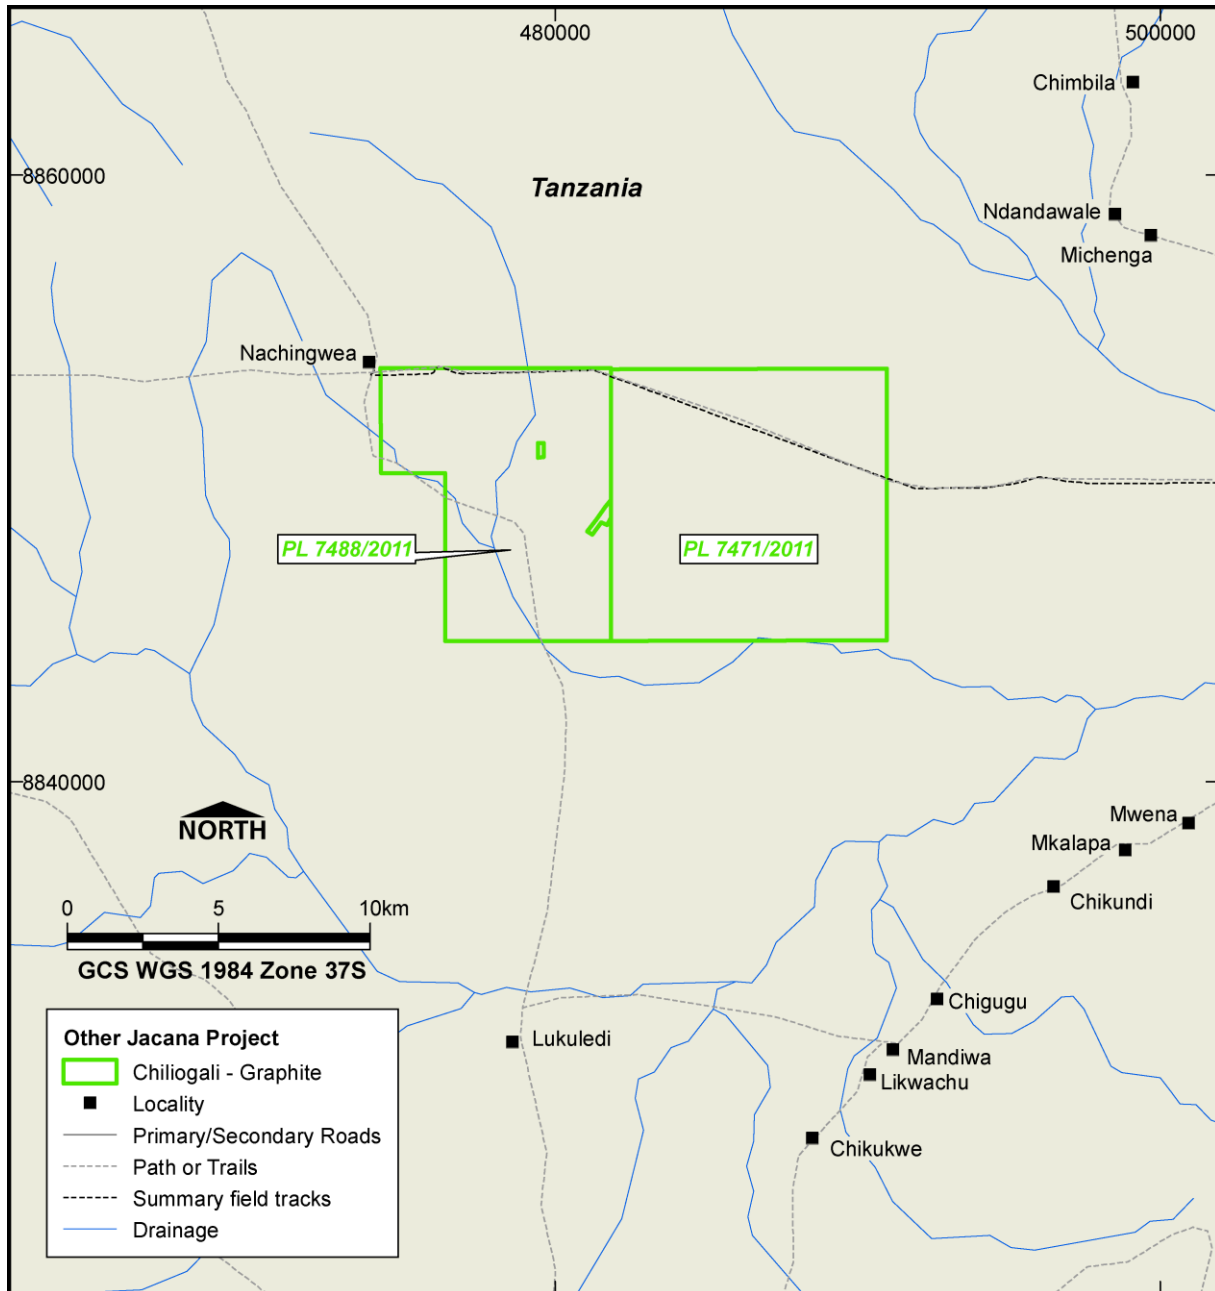 480000
500000
Chimbila
8860000
Tanzania
Ndandawale
Michenga
Nachingwea
PL 7488/2011
PL 7471/2011
8840000
NORTH
Mwena
Mkalapa
Chikundi
0 5 10km
GCS WGS 1984 Zone 37S
Chigugu
Lukuledi
Mandiwa
Likwachu
Chikukwe
Other Jacana Project
Chiliogali - Graphite
Locality
Primary/Secondary Roads
Path or Trails
Summary field tracks
Drainage